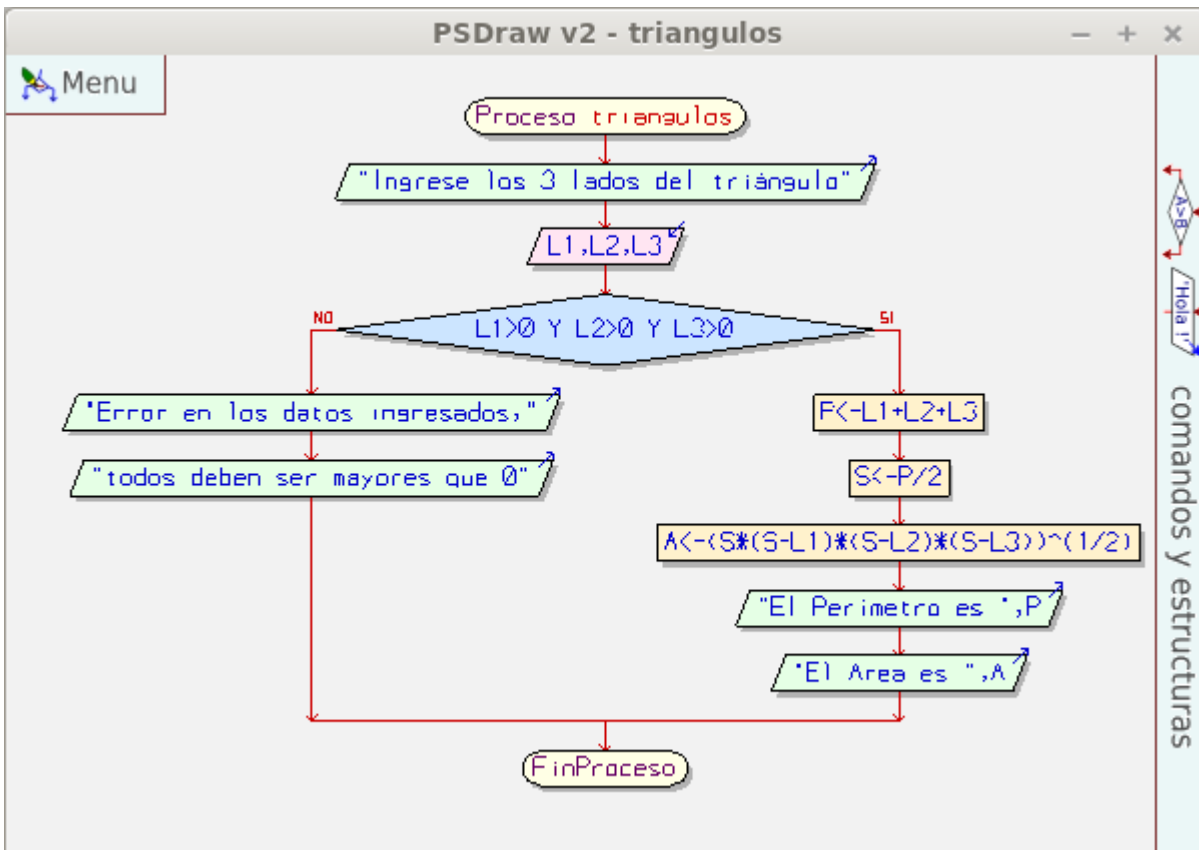 PSDraw v2 - triangulos
Menu
Proceso triangulos
"Ingrese los 3 lados del triángulo"
L1,L2,L3
L1>0 Y L2>0 Y L3>0
NO
SI
"Error en los datos ingresados,"
"todos deben ser mayores que 0"
P<-L1+L2+L3
S<-P/2
A<-(S*(S-L1)*(S-L2)*(S-L3))^(1/2)
"El Perimetro es ",P
"El Area es ",A
FinProceso
A>B
"Hola !"
comandos y estructuras